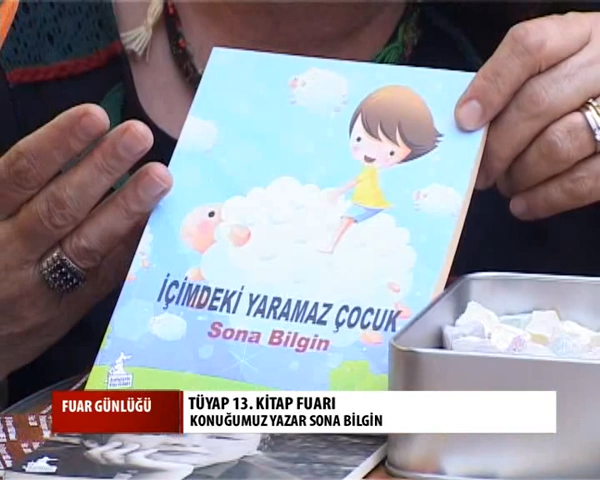 İÇİMDEKİ YARAMAZ ÇOCUK
Sona Bilgin
FUAR GÜNLÜĞÜ
TÜYAP 13. KİTAP FUARI
KONUĞUMUZ YAZAR SONA BİLGİN